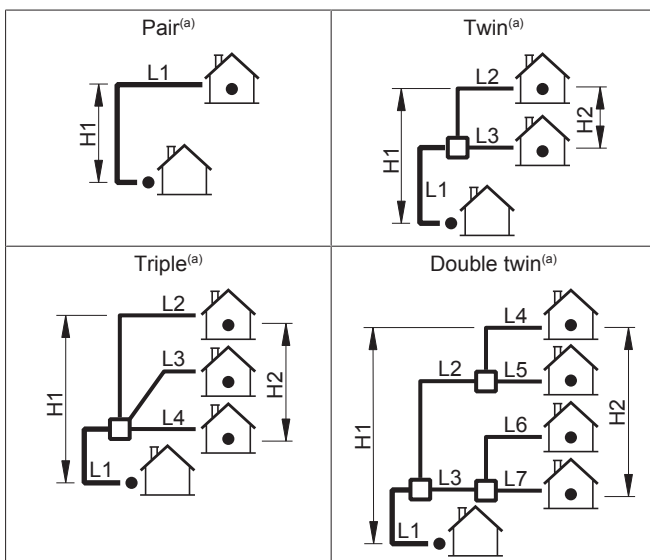 Pair(a)
L1
H1
Twin(a)
L2
H2
L3
H1
L1
Triple(a)
L2
L3
H1
H2
L4
L1
Double twin(a)
L4
L2
L5
H1
H2
L6
L3
L7
L1